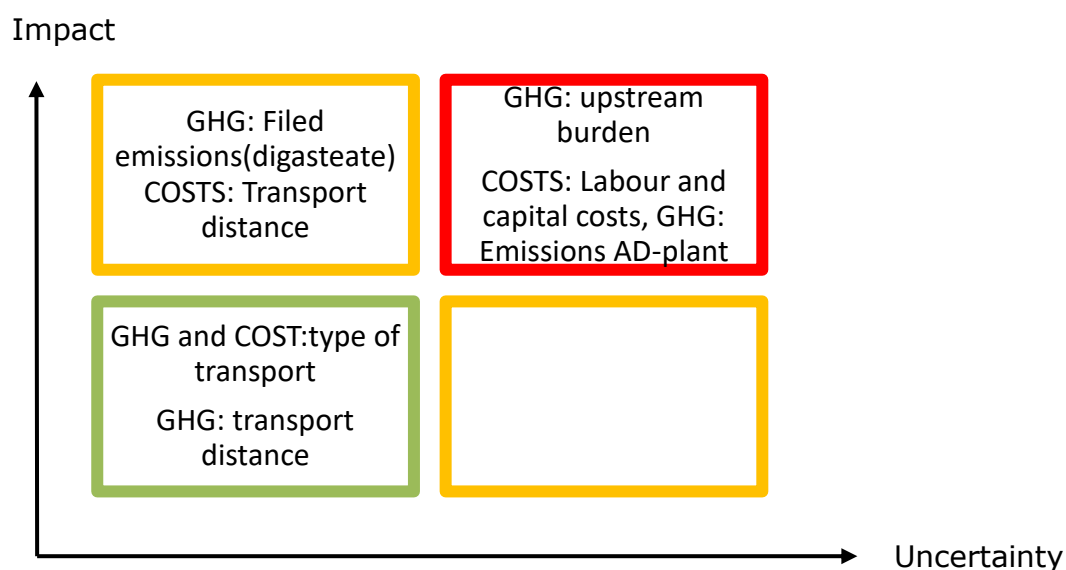 Impact
GHG: Filed
emissions(digasteate)
COSTS: Transport
distance
GHG: upstream
burden
COSTS: Labour and
capital costs, GHG:
Emissions AD-plant
GHG and COST:type of
transport
GHG: transport
distance
Uncertainty